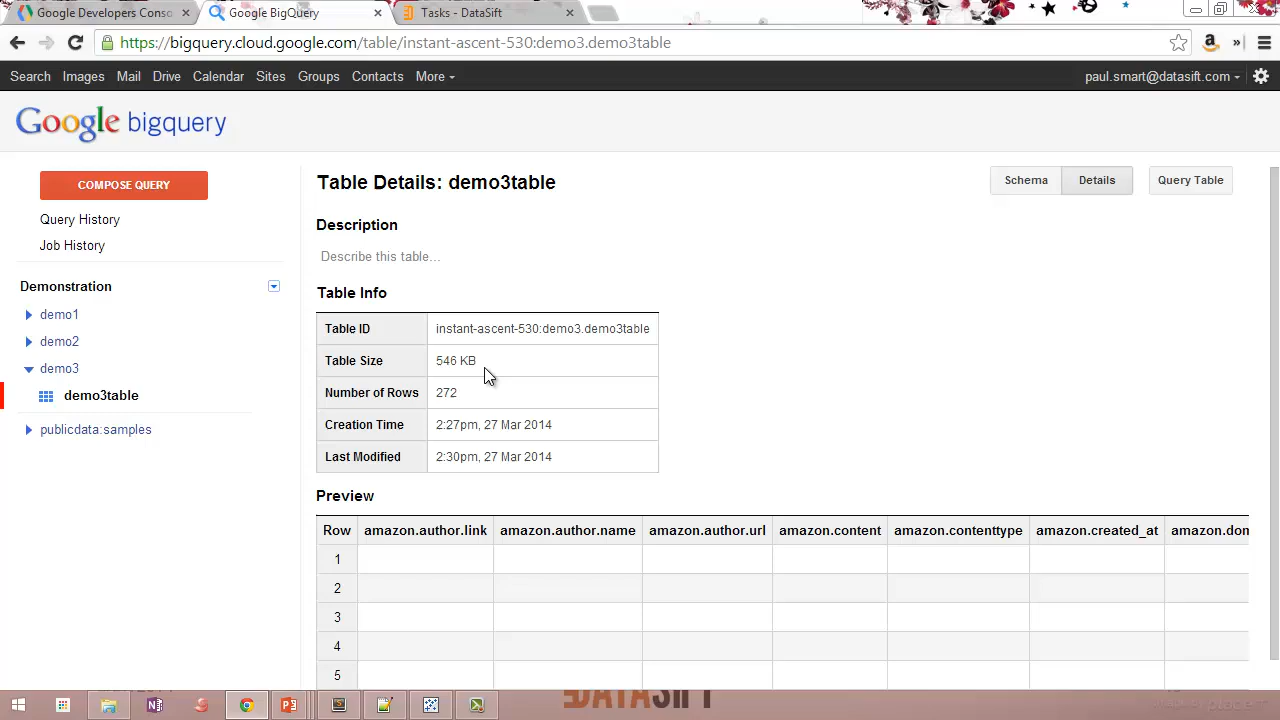 Google Developers Conso
Google BigQuery
Tasks - DataSift
https://bigquery.cloud.google.com/table/instant-ascent-530:demo3.demo3table
Search Images Mail Drive Calendar Sites Groups Contacts More
paul.smart@datasift.com
Google bigquery
COMPOSE QUERY
Query History
Job History
Demonstration
demo1
demo2
demo3
demo3table
publicdata:samples
Table Details: demo3table
Schema Details Query Table
Description
Describe this table...
Table Info
Table ID instant-ascent-530:demo3.demo3table
Table Size 546 KB
Number of Rows 272
Creation Time 2:27pm, 27 Mar 2014
Last Modified 2:30pm, 27 Mar 2014
Preview
Row amazon.author.link amazon.author.name amazon.author.url amazon.content amazon.contenttype amazon.created_at amazon.dom
1
2
3
4
5
DATASIFT